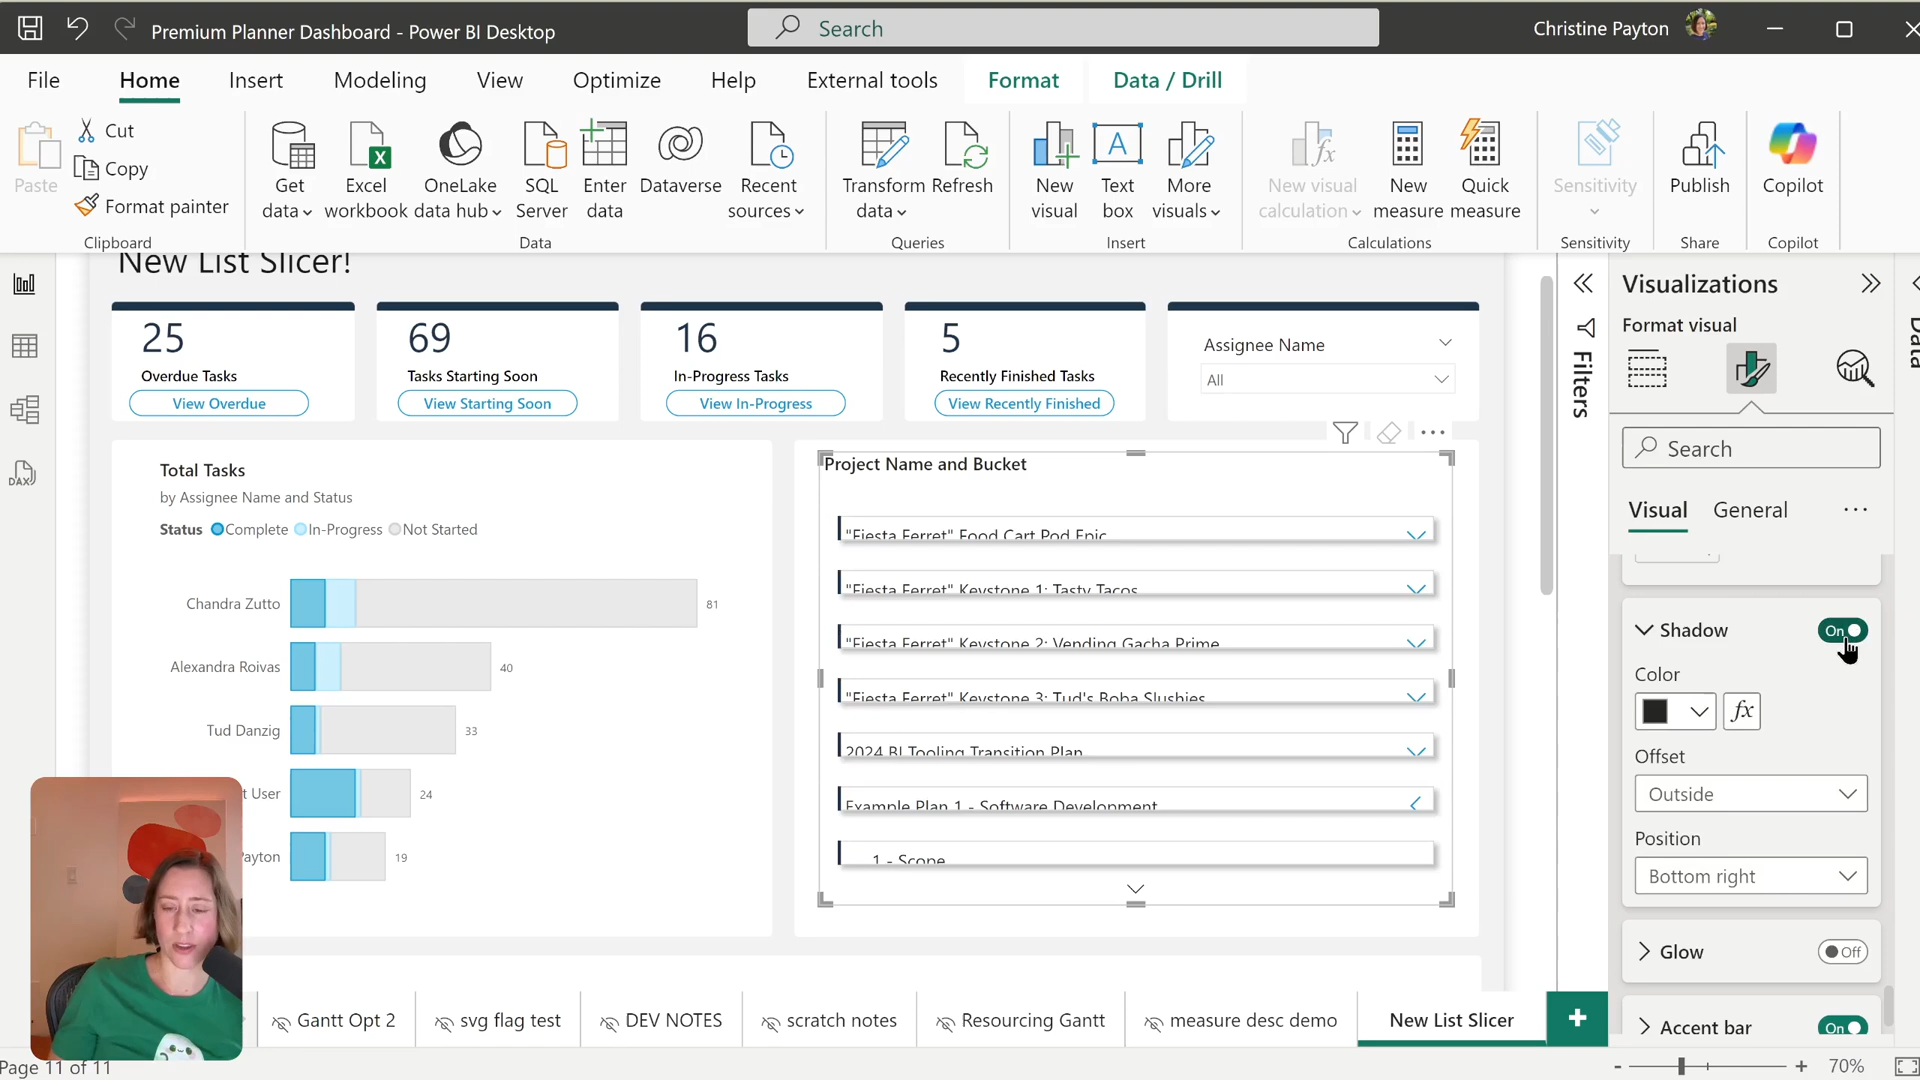 Premium Planner Dashboard - Power BI Desktop
Search
Christine Payton
File
Home
Insert
Modeling
View
Optimize
Help
External tools
Format
Data / Drill
Paste
Cut
Copy
Format painter
Clipboard
Get data
Excel workbook
OneLake data hub
SQL Server
Enter data
Dataverse
Recent sources
Data
Transform data
Refresh
Queries
New visual
Text box
More visuals
Insert
New visual calculation
New measure
Quick measure
Calculations
Sensitivity
Sensitivity
Publish
Share
Copilot
Copilot
DAX
New List Slicer!
25
Overdue Tasks
View Overdue
69
Tasks Starting Soon
View Starting Soon
16
In-Progress Tasks
View In-Progress
5
Recently Finished Tasks
View Recently Finished
Assignee Name
All
Total Tasks
by Assignee Name and Status
Status Complete In-Progress Not Started
Chandra Zutto 81
Alexandra Roivas 40
Tud Danzig 33
t User 24
Payton 19
Project Name and Bucket
"Fiesta Ferret" Food Cart Pod Epic
"Fiesta Ferret" Keystone 1: Tasty Tacos
"Fiesta Ferret" Keystone 2: Vending Gacha Prime
"Fiesta Ferret" Keystone 3: Tud's Boba Slushies
2024 BI Tooling Transition Plan
Example Plan 1 - Software Development
1 - Scope
Filters
Visualizations
Format visual
Search
Visual
General
Shadow
On
Color
fx
Offset
Outside
Position
Bottom right
Glow
Off
Accent bar
On
Data
Gantt Opt 2
svg flag test
DEV NOTES
scratch notes
Resourcing Gantt
measure desc demo
New List Slicer
+
Page 11 of 11
- + 70%